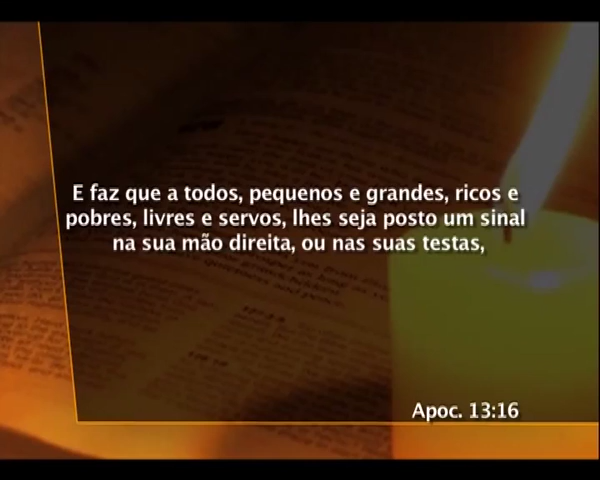 E faz que a todos, pequenos e grandes, ricos e
pobres, livres e servos, lhes seja posto um sinal
na sua mão direita, ou nas suas testas,
Apoc. 13:16